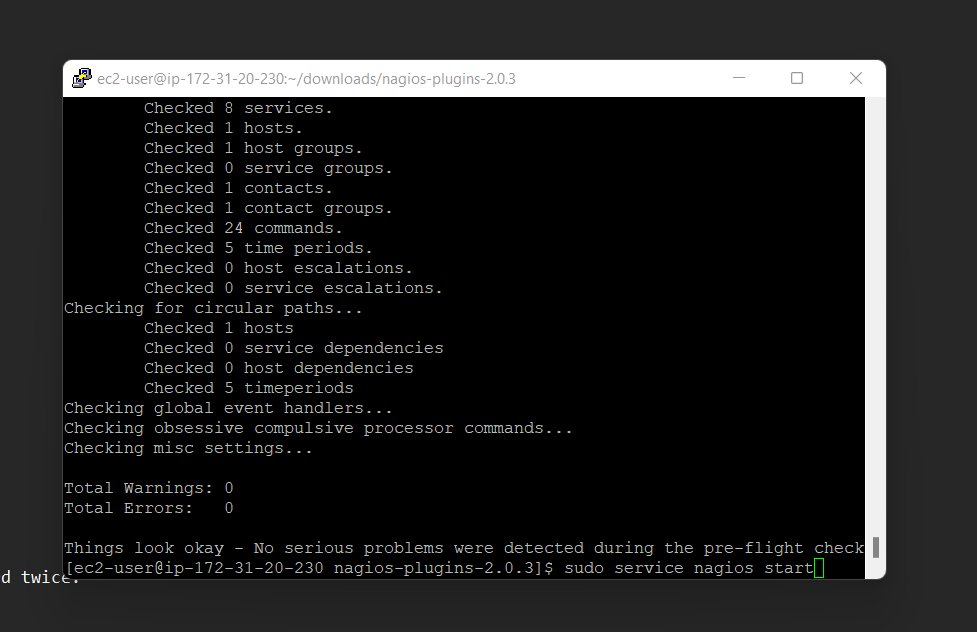 ec2-user@ip-172-31-20-230:~/downloads/nagios-plugins-2.0.3
Checked 8 services.
Checked 1 hosts.
Checked 1 host groups.
Checked 0 service groups.
Checked 1 contacts.
Checked 1 contact groups.
Checked 24 commands.
Checked 5 time periods.
Checked 0 host escalations.
Checked 0 service escalations.
Checking for circular paths...
Checked 1 hosts
Checked 0 service dependencies
Checked 0 host dependencies
Checked 5 timeperiods
Checking global event handlers...
Checking obsessive compulsive processor commands...
Checking misc settings...
Total Warnings: 0
Total Errors:   0
Things look okay - No serious problems were detected during the pre-flight check
[ec2-user@ip-172-31-20-230 nagios-plugins-2.0.3]$ sudo service nagios start
d twice.